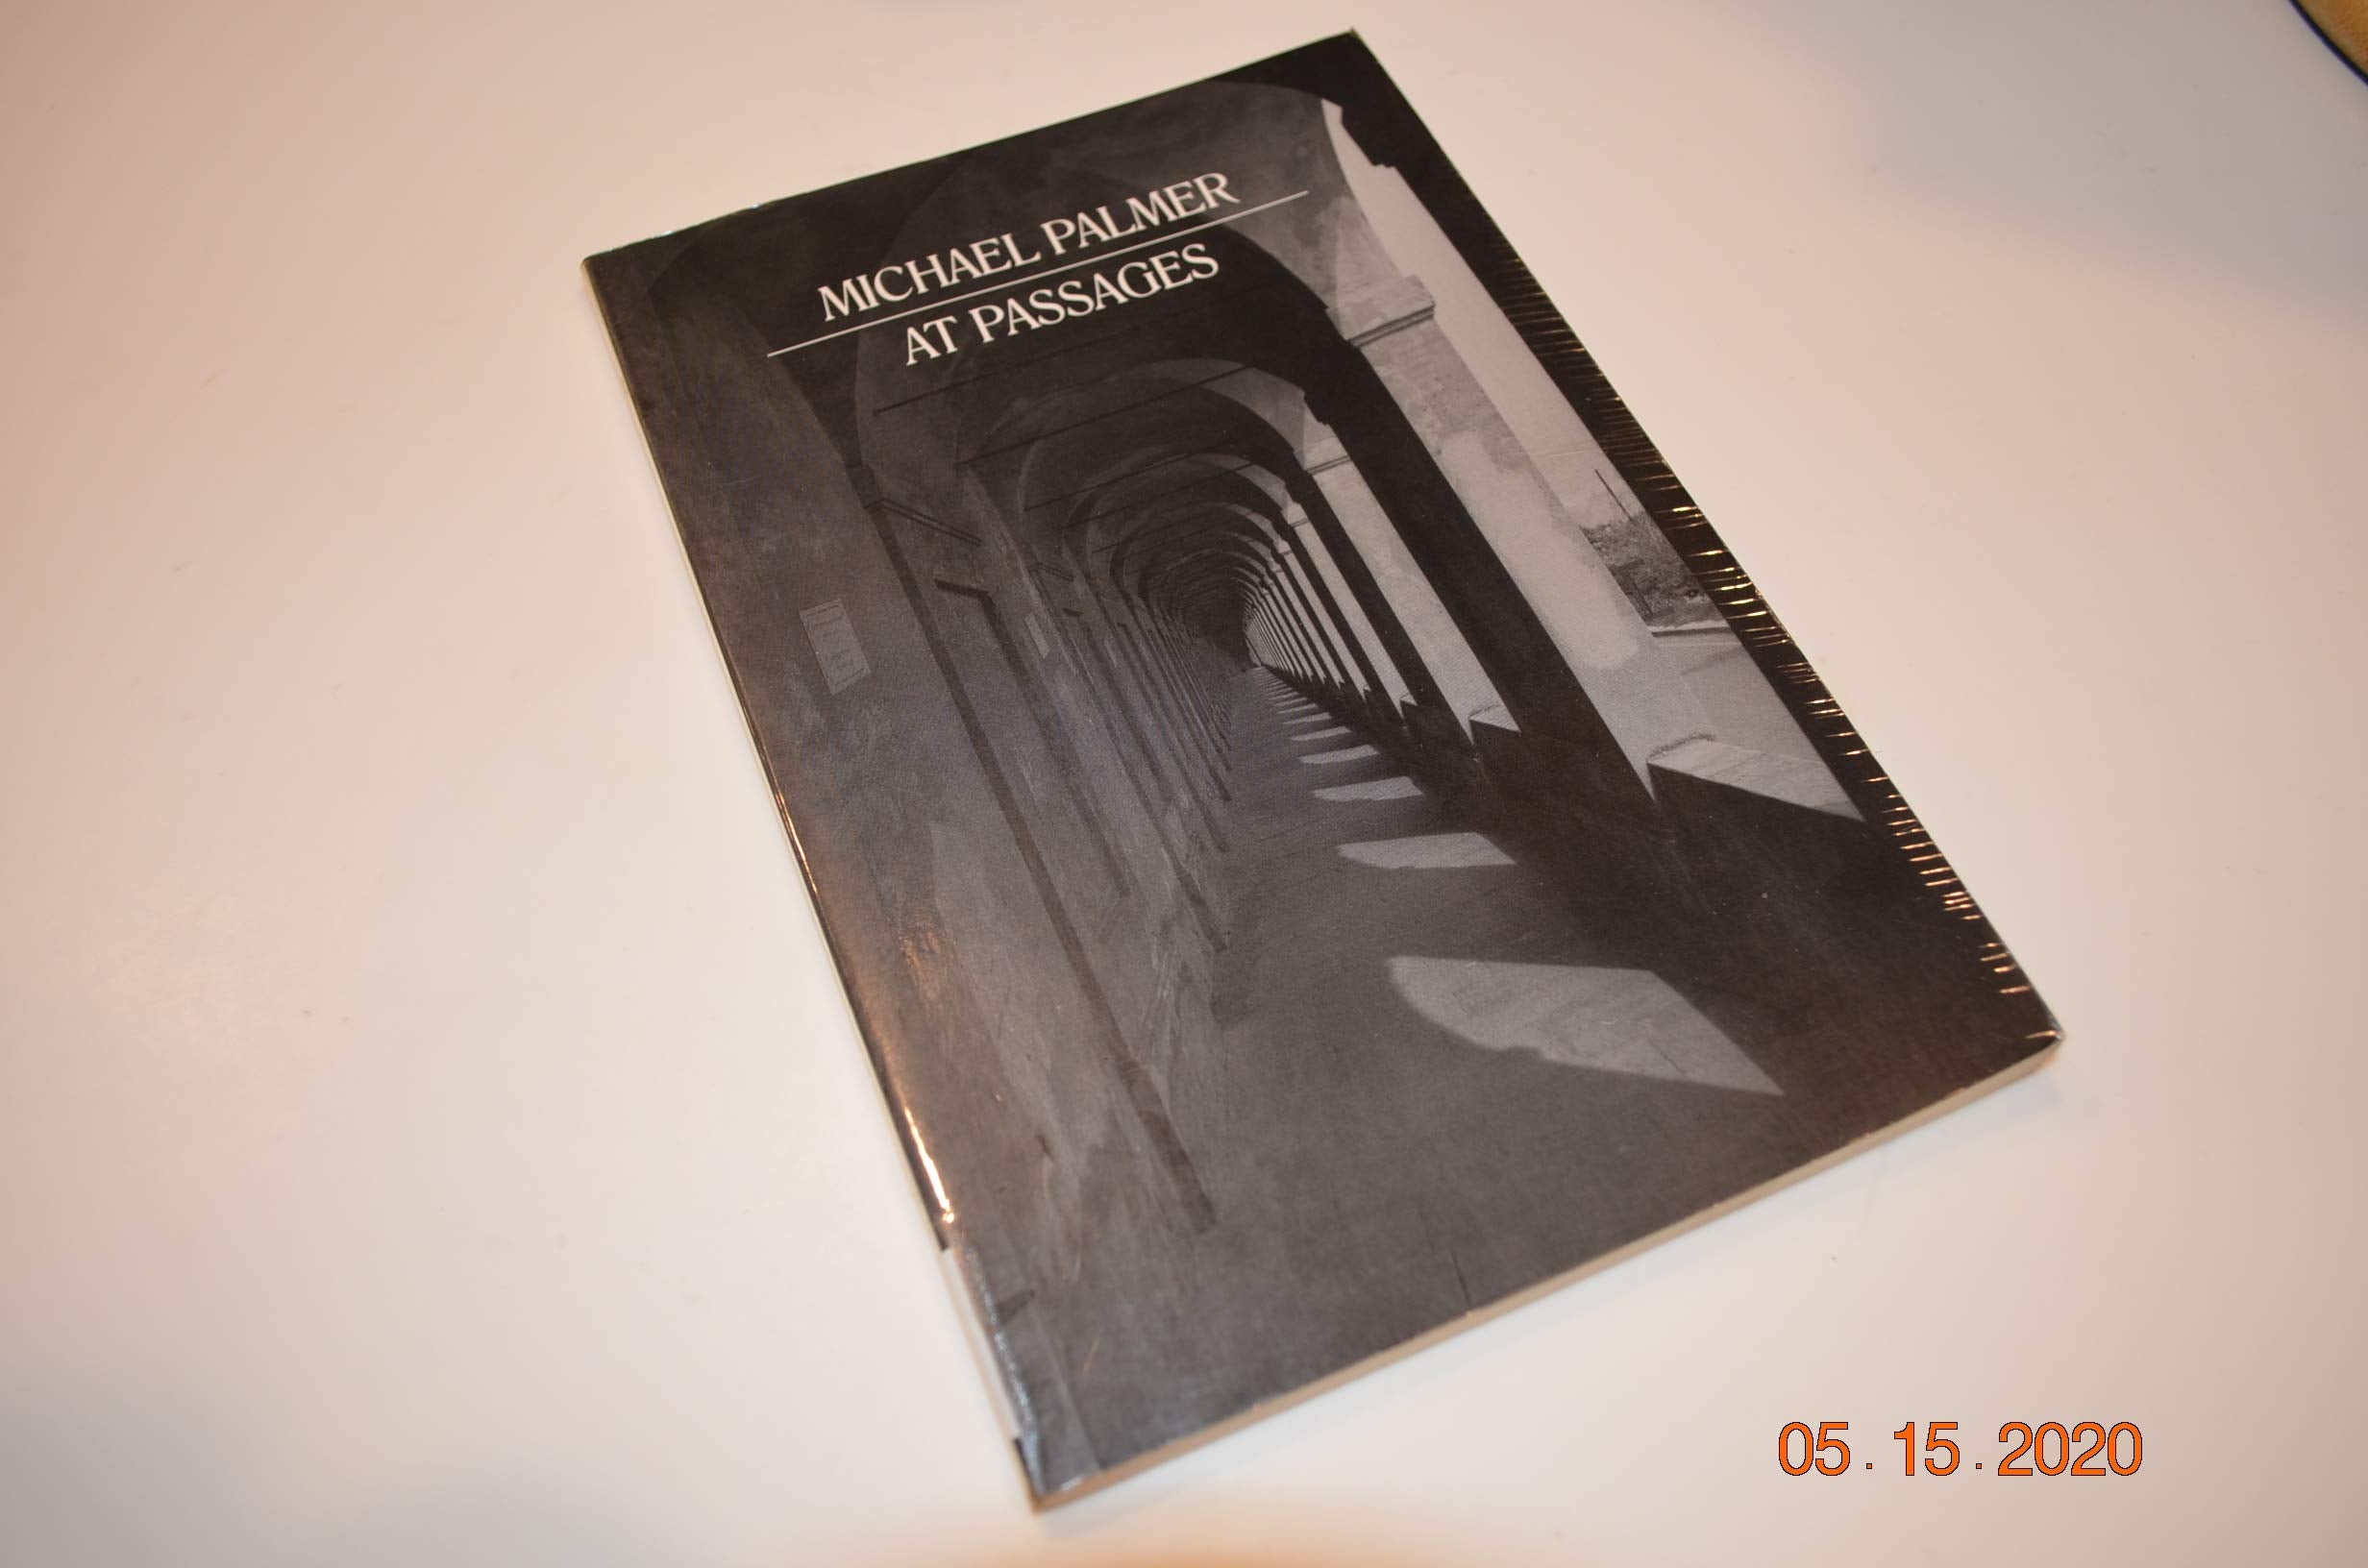 MICHAEL PALMER
AT PASSAGES
05.15.2020